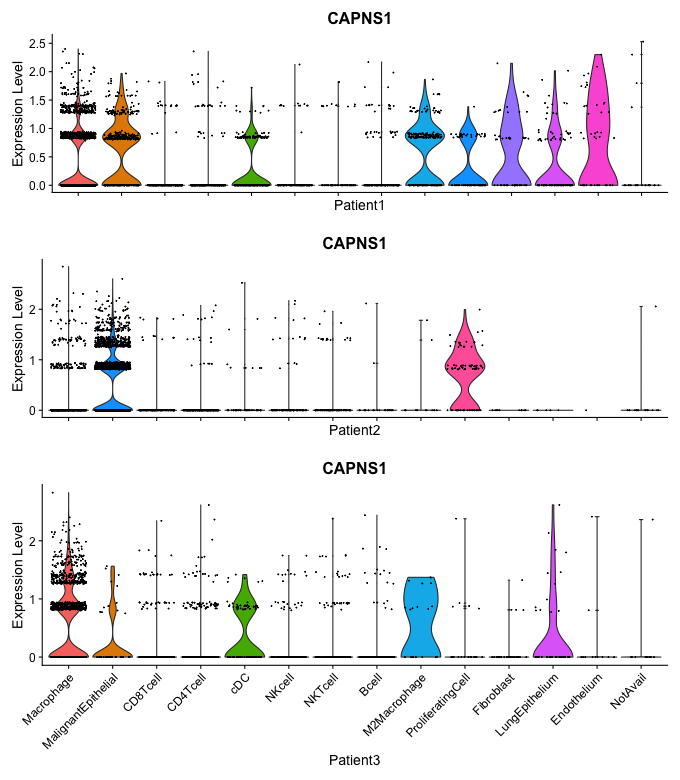 CAPNS1
Expression Level
2.5
2.0
1.5
1.0
0.5
0.0
Patient1
CAPNS1
Expression Level
2
1
0
Patient2
CAPNS1
Expression Level
2
1
0
Macrophage
MalignantEpithelial
CD8Tcell
CD4Tcell
cDC
NKcell
NKTcell
Bcell
M2Macrophage
ProliferatingCell
Fibroblast
LungEpithelium
Endothelium
NotAvail
Patient3